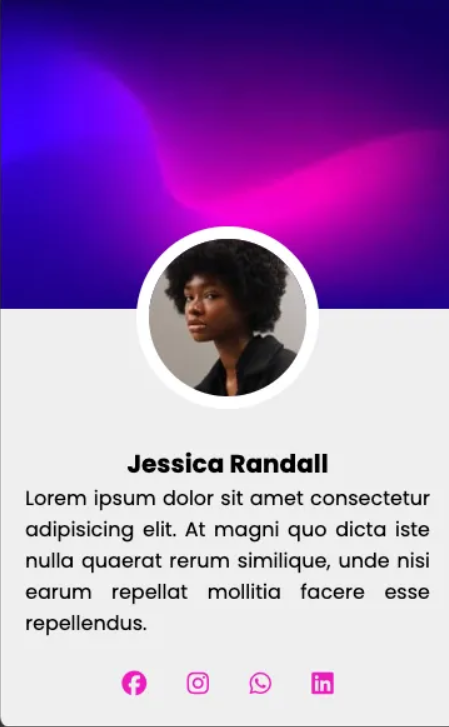 Jessica Randall
Lorem ipsum dolor sit amet consectetur
adipisicing elit. At magni quo dicta iste
nulla quaerat rerum similique, unde nisi
earum repellat mollitia facere esse
repellendus.